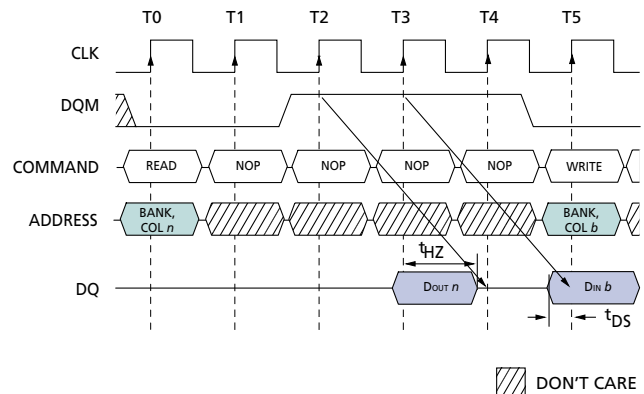 T0 T1 T2 T3 T4 T5
CLK
DQM
COMMAND READ NOP NOP NOP NOP WRITE
ADDRESS BANK, COL n BANK, COL b
tHZ
DQ DOUT n DIN b
tDS
DON'T CARE